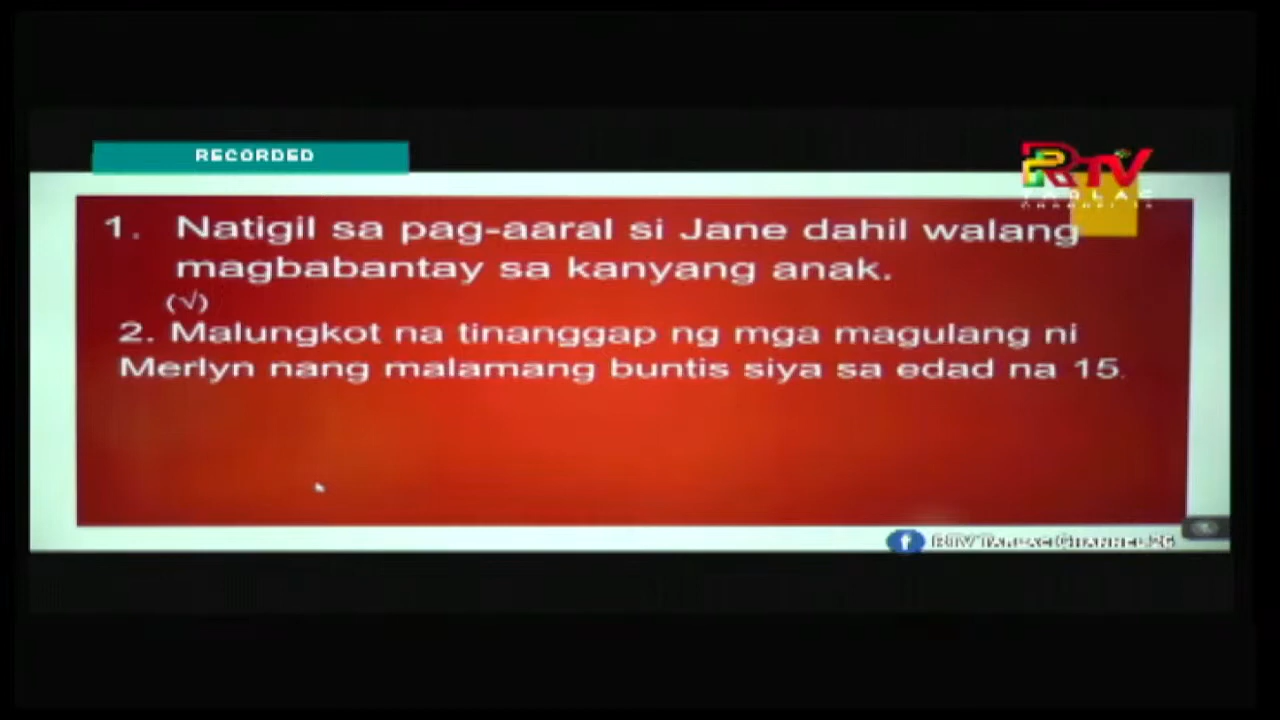 RECORDED
RTV
TARLAC
1. Natigil sa pag-aaral si Jane dahil walang
magbabantay sa kanyang anak.
(√)
2. Malungkot na tinanggap ng mga magulang ni
Merlyn nang malamang buntis siya sa edad na 15.